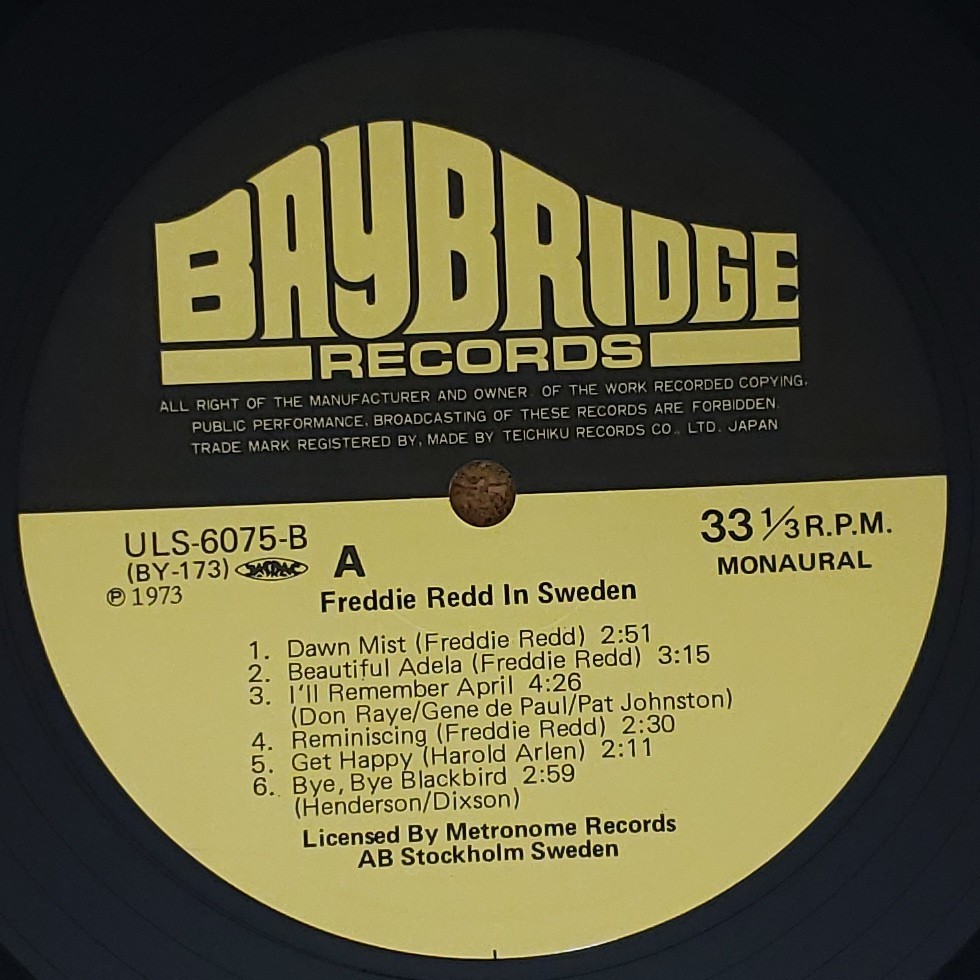 BAYBRIDGE
RECORDS
ALL RIGHT OF THE MANUFACTURER AND OWNER OF THE WORK RECORDED COPYING,
PUBLIC PERFORMANCE, BROADCASTING OF THESE RECORDS ARE FORBIDDEN.
TRADE MARK REGISTERED BY, MADE BY TEICHIKU RECORDS CO., LTD. JAPAN
ULS-6075-B
(BY-173)
℗ 1973
A
33 1/3 R.P.M.
MONAURAL
Freddie Redd In Sweden
1. Dawn Mist (Freddie Redd) 2:51
2. Beautiful Adela (Freddie Redd) 3:15
3. I'll Remember April 4:26
(Don Raye/Gene de Paul/Pat Johnston)
4. Reminiscing (Freddie Redd) 2:30
5. Get Happy (Harold Arlen) 2:11
6. Bye, Bye Blackbird 2:59
(Henderson/Dixson)
Licensed By Metronome Records
AB Stockholm Sweden